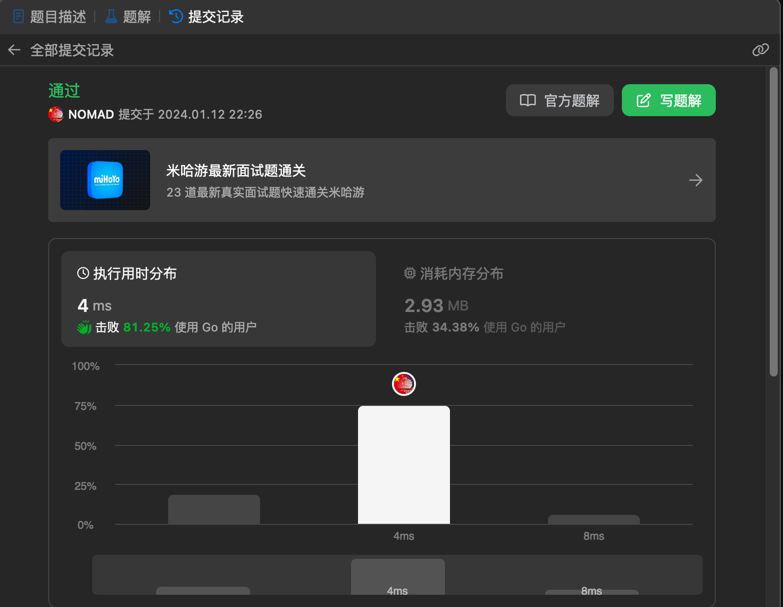 题目描述 题解 提交记录
全部提交记录
通过
NOMAD 提交于 2024.01.12 22:26
官方题解
写题解
miHoYo
米哈游最新面试题通关
23 道最新真实面试题快速通关米哈游
执行用时分布
4 ms
击败 81.25% 使用 Go 的用户
消耗内存分布
2.93 MB
击败 34.38% 使用 Go 的用户
100%
75%
50%
25%
0%
4ms 8ms
4ms 8ms